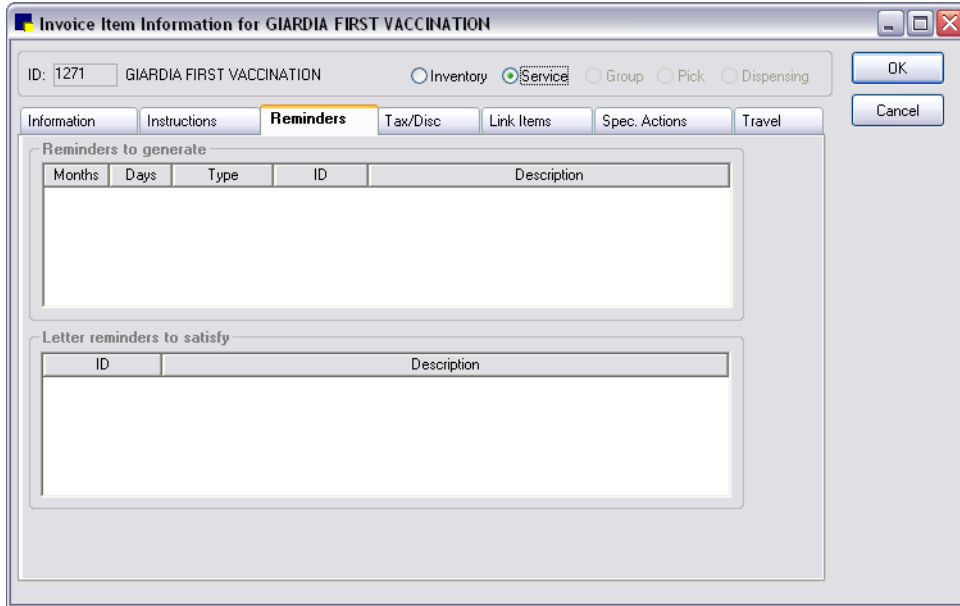 Invoice Item Information for GIARDIA FIRST VACCINATION
ID: 1271 GIARDIA FIRST VACCINATION Inventory Service Group Pick Dispensing OK
Cancel
Information Instructions Reminders Tax/Disc Link Items Spec. Actions Travel
Reminders to generate
Months Days Type ID Description
Letter reminders to satisfy
ID Description